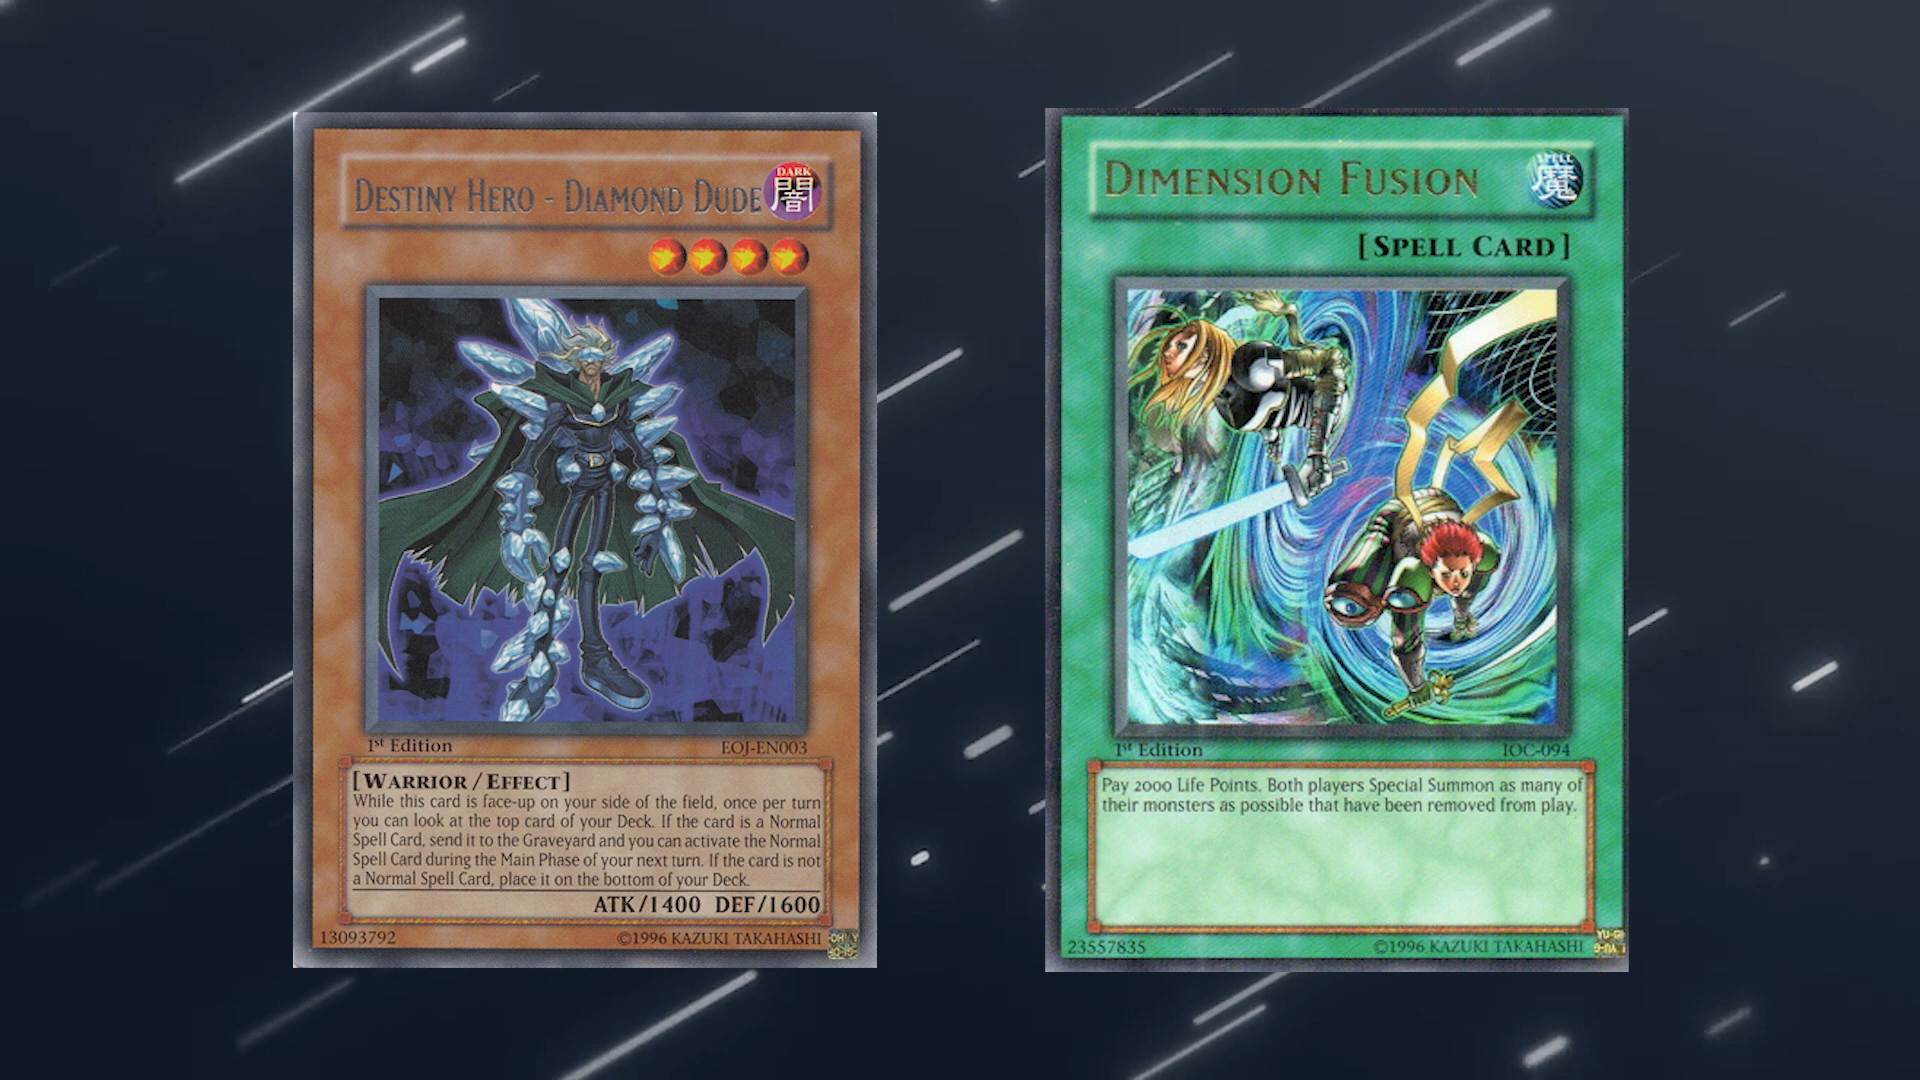 DESTINY HERO - DIAMOND DUDE
DARK
闇
1st Edition
EOJ-EN003
[WARRIOR / EFFECT]
While this card is face-up on your side of the field, once per turn
you can look at the top card of your Deck. If the card is a Normal
Spell Card, send it to the Graveyard and you can activate the Normal
Spell Card during the Main Phase of your next turn. If the card is not
a Normal Spell Card, place it on the bottom of your Deck.
ATK/1400 DEF/1600
13093792
©1996 KAZUKI TAKAHASHI
DIMENSION FUSION
SPELL
魔
[SPELL CARD]
1st Edition
IOC-094
Pay 2000 Life Points. Both players Special Summon as many of
their monsters as possible that have been removed from play.
23557835
©1996 KAZUKI TAKAHASHI